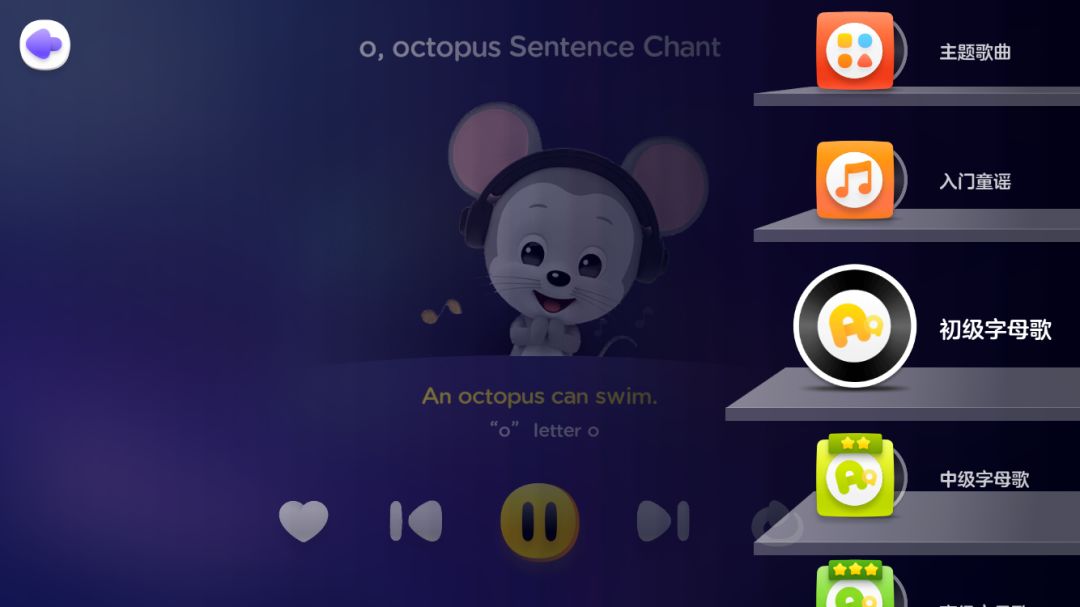 o, octopus Sentence Chant
An octopus can swim.
“o” letter o
主题歌曲
入门童谣
初级字母歌
中级字母歌